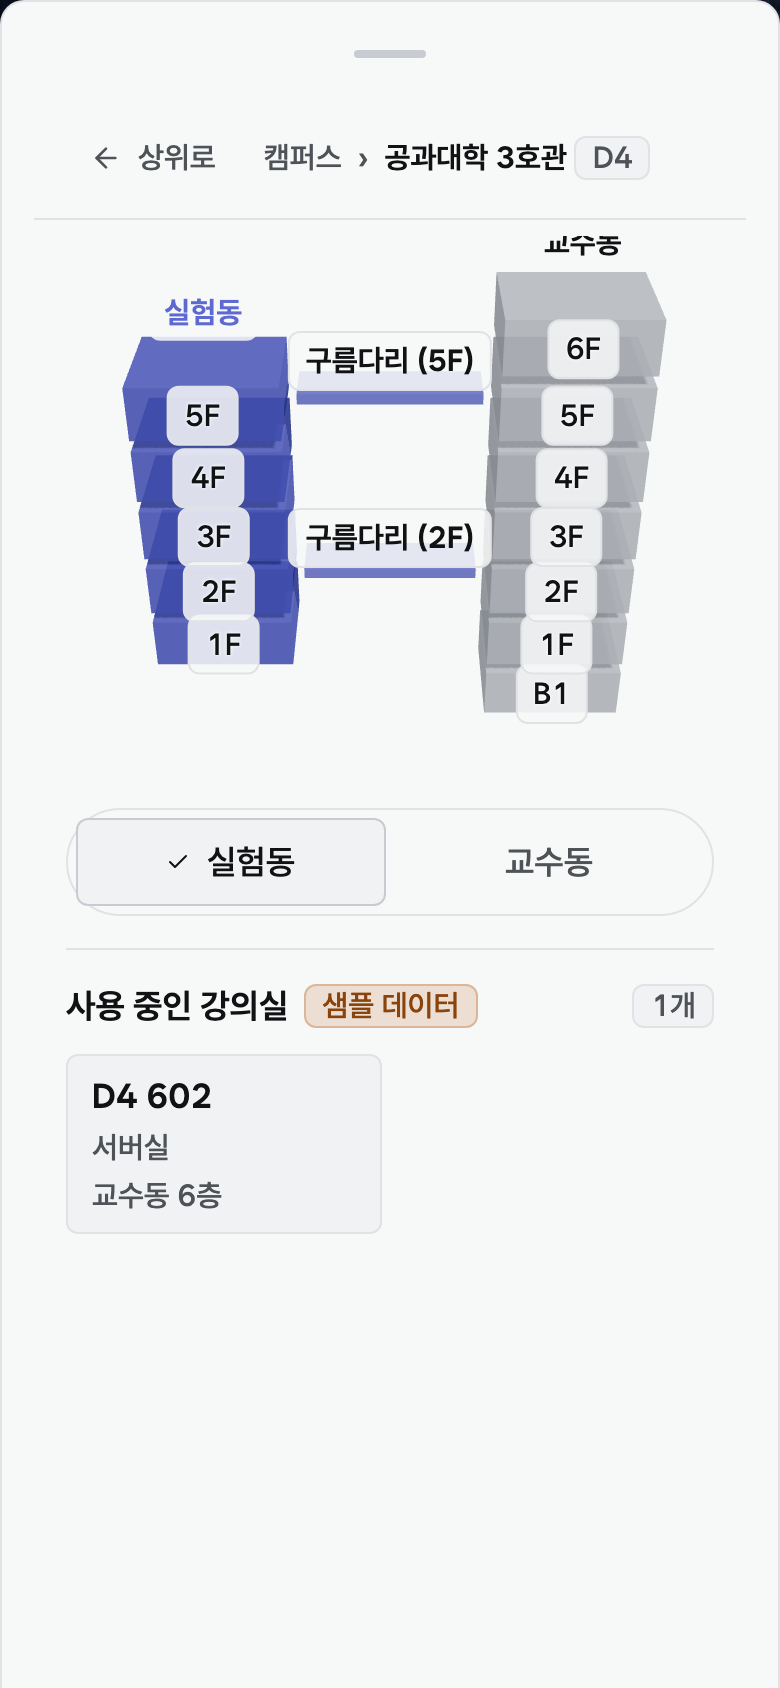 상위로 캠퍼스 › 공과대학 3호관 D4
교수동
실험동
6F
구름다리 (5F)
5F
5F
4F
4F
구름다리 (2F)
3F
3F
2F
2F
1F
1F
B1
실험동 교수동
사용 중인 강의실 샘플 데이터 1개
D4 602
서버실
교수동 6층